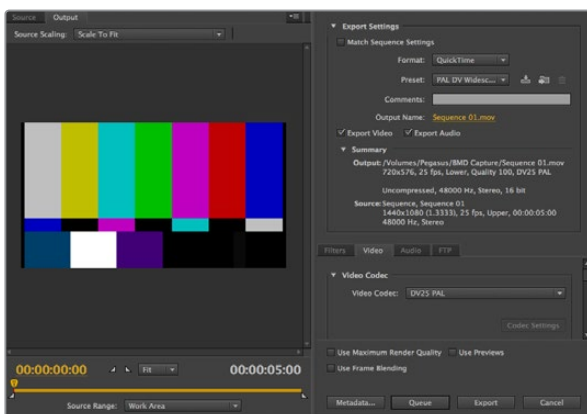 Source Output
Source Scaling: Scale To Fit
Export Settings
Match Sequence Settings
Format: QuickTime
Preset: PAL DV Widesc...
Comments:
Output Name: Sequence 01.mov
Export Video Export Audio
Summary
Output: /Volumes/Pegasus/BMD Capture/Sequence 01.mov
720x576, 25 fps, Lower, Quality 100, DV25 PAL
Uncompressed, 48000 Hz, Stereo, 16 bit
Source: Sequence, Sequence 01
1440x1080 (1.3333), 25 fps, Upper, 00:00:05:00
48000 Hz, Stereo
Filters Video Audio FTP
Video Codec
Video Codec: DV25 PAL
Codec Settings
Use Maximum Render Quality Use Previews
Use Frame Blending
00:00:00:00 Fit 00:00:05:00
Source Range: Work Area
Metadata... Queue Export Cancel